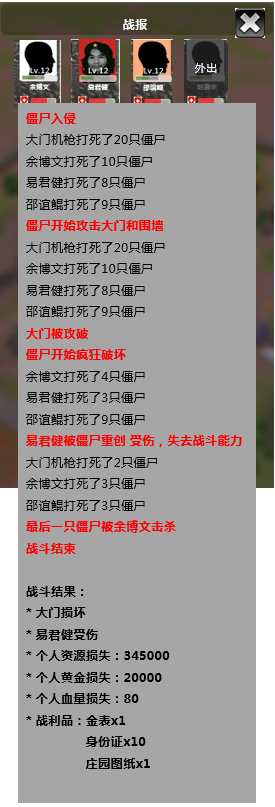 战报
Lv.12
Lv.12
Lv.12
外出
余博文
易君健
邵谊鲲
僵尸入侵
大门机枪打死了20只僵尸
余博文打死了10只僵尸
易君健打死了8只僵尸
邵谊鲲打死了9只僵尸
僵尸开始攻击大门和围墙
大门机枪打死了20只僵尸
余博文打死了10只僵尸
易君健打死了8只僵尸
邵谊鲲打死了9只僵尸
大门被攻破
僵尸开始疯狂破坏
余博文打死了4只僵尸
易君健打死了3只僵尸
邵谊鲲打死了9只僵尸
易君健被僵尸重创 受伤，失去战斗能力
大门机枪打死了2只僵尸
余博文打死了3只僵尸
邵谊鲲打死了3只僵尸
最后一只僵尸被余博文击杀
战斗结束
战斗结果：
* 大门损坏
* 易君健受伤
* 个人资源损失：345000
* 个人黄金损失：20000
* 个人血量损失：80
* 战利品：金表x1
身份证x10
庄园图纸x1